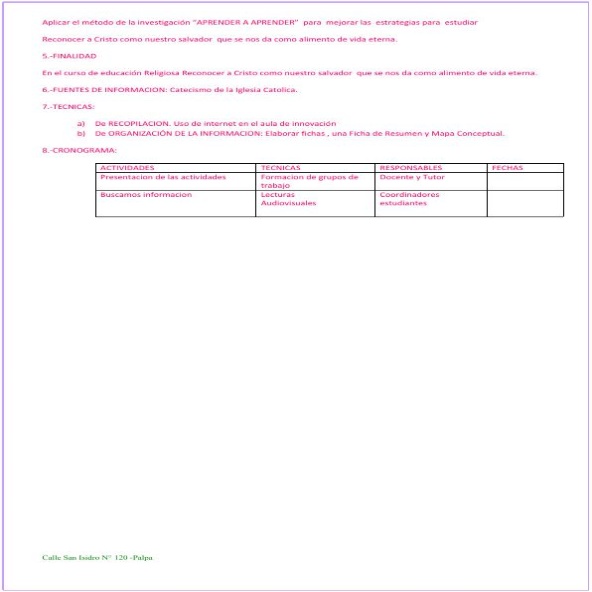 Aplicar el método de la investigación "APRENDER A APRENDER" para mejorar las estrategias para estudiar
Reconocer a Cristo como nuestro salvador que se nos da como alimento de vida eterna.
5.-FINALIDAD
En el curso de educación Religiosa Reconocer a Cristo como nuestro salvador que se nos da como alimento de vida eterna.
6.-FUENTES DE INFORMACION: Catecismo de la Iglesia Catolica.
7.-TECNICAS:
a) De RECOPILACION. Uso de internet en el aula de innovación
b) De ORGANIZACIÓN DE LA INFORMACION: Elaborar fichas , una Ficha de Resumen y Mapa Conceptual.
8.-CRONOGRAMA:
ACTIVIDADES TECNICAS RESPONSABLES FECHAS
Presentacion de las actividades Formacion de grupos de Docente y Tutor
trabajo
Buscamos informacion Lecturas Coordinadores
Audiovisuales estudiantes
Calle San Isidro N° 120 -Palpa